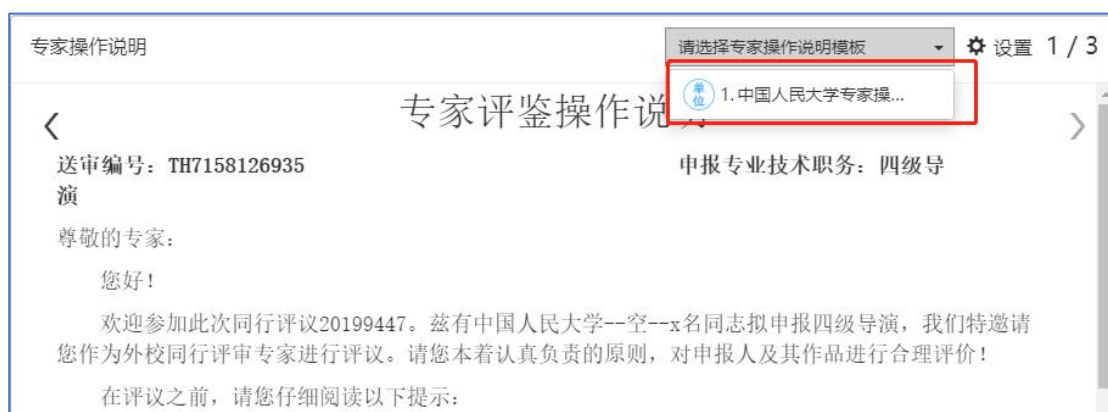 专家操作说明
请选择专家操作说明模板
设置 1 / 3
单位 1.中国人民大学专家操...
专家评鉴操作说
送审编号：TH7158126935 申报专业技术职务：四级导
演
尊敬的专家：
您好！
欢迎参加此次同行评议20199447。兹有中国人民大学--空--x名同志拟申报四级导演，我们特邀请
您作为外校同行评审专家进行评议。请您本着认真负责的原则，对申报人及其作品进行合理评价！
在评议之前，请您仔细阅读以下提示：